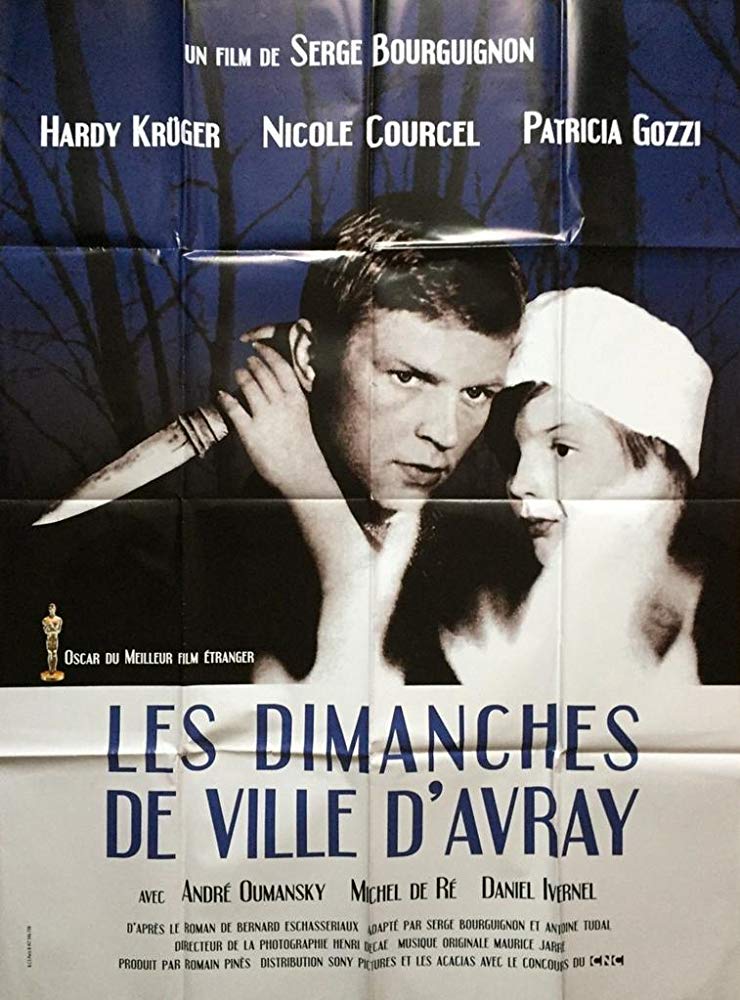 UN FILM DE SERGE BOURGUIGNON
HARDY KRÜGER NICOLE COURCEL PATRICIA GOZZI
OSCAR DU MEILLEUR FILM ÉTRANGER
LES DIMANCHES
DE VILLE D'AVRAY
AVEC ANDRÉ OUMANSKY MICHEL DE RÉ DANIEL IVERNEL
D'APRÈS LE ROMAN DE BERNARD ESCHASSERIAUX ADAPTÉ PAR SERGE BOURGUIGNON ET ANTOINE TUDAL
DIRECTEUR DE LA PHOTOGRAPHIE HENRI DECAE MUSIQUE ORIGINALE MAURICE JARRE
PRODUIT PAR ROMAIN PINÈS DISTRIBUTION SONY PICTURES ET LES ACACIAS AVEC LE CONCOURS DU CNC